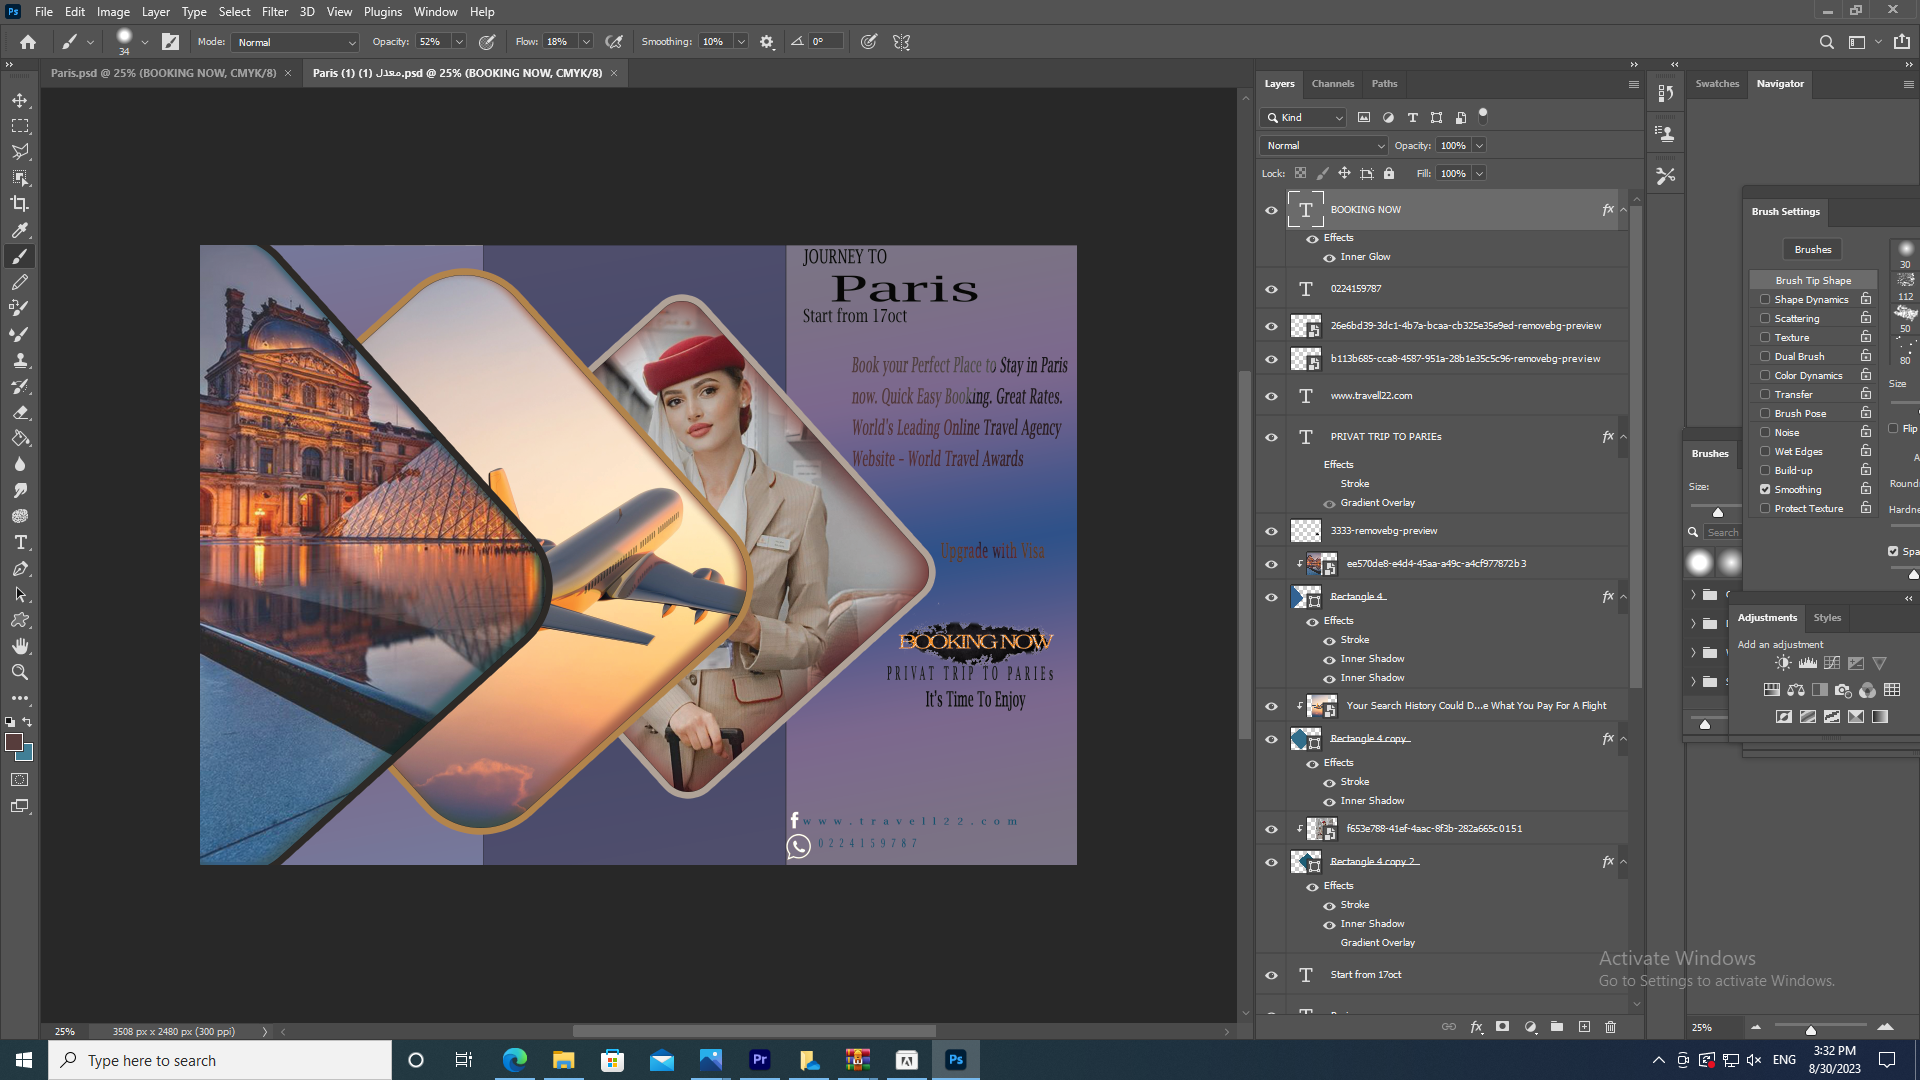 Ps File Edit Image Layer Type Select Filter 3D View Plugins Window Help
34 Mode: Normal Opacity: 52% Flow: 18% Smoothing: 10% 0°
Paris.psd @ 25% (BOOKING NOW, CMYK/8) ×
Paris (1) (1) معدل.psd @ 25% (BOOKING NOW, CMYK/8) ×
JOURNEY TO
Paris
Start from 17oct
Book your Perfect Place to Stay in Paris
now. Quick Easy Booking. Great Rates.
World's Leading Online Travel Agency
Website - World Travel Awards
Upgrade with Visa
BOOKING NOW
PRIVAT TRIP TO PARIEs
It's Time To Enjoy
www.travell22.com
0224159787
25% 3508 px x 2480 px (300 ppi)
Layers Channels Paths
Kind
Normal Opacity: 100%
Lock: Fill: 100%
BOOKING NOW fx
Effects
Inner Glow
0224159787
26e6bd39-3dc1-4b7a-bcaa-cb325e35e9ed-removebg-preview
b113b685-cca8-4587-951a-28b1e35c5c96-removebg-preview
www.travell22.com
PRIVAT TRIP TO PARIEs fx
Effects
Stroke
Gradient Overlay
3333-removebg-preview
ee570de8-e4d4-45aa-a49c-a4cf977872b3
Rectangle 4 fx
Effects
Stroke
Inner Shadow
Inner Shadow
Your Search History Could D...e What You Pay For A Flight
Rectangle 4 copy fx
Effects
Stroke
Inner Shadow
f653e788-41ef-4aac-8f3b-282a665c0151
Rectangle 4 copy 2 fx
Effects
Stroke
Inner Shadow
Gradient Overlay
Start from 17oct
Swatches Navigator
Brush Settings
Brushes
Brush Tip Shape
Shape Dynamics
Scattering
Texture
Dual Brush
Color Dynamics
Transfer
Brush Pose
Noise
Wet Edges
Build-up
Smoothing
Protect Texture
30
112
50
80
Size
Flip
Brushes
Size:
Search
Adjustments Styles
Add an adjustment
Activate Windows
Go to Settings to activate Windows.
25%
Type here to search
Pr
Ps
ENG
3:32 PM
8/30/2023